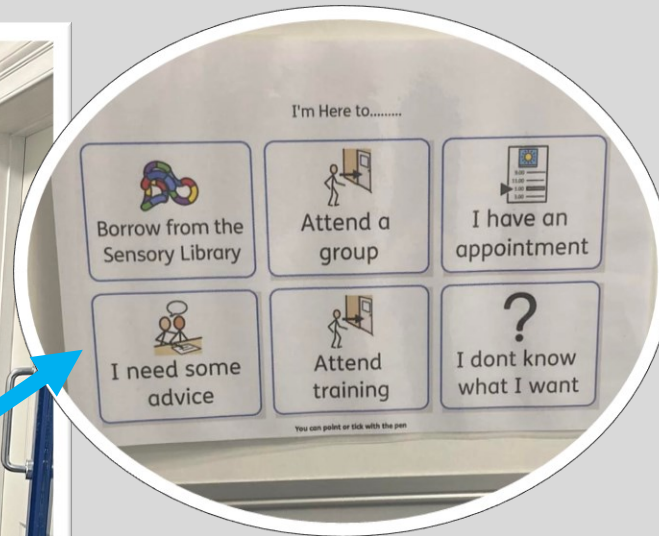 I'm Here to.........
Borrow from the
Sensory Library
Attend a
group
I have an
appointment
I need some
advice
Attend
training
?
I dont know
what I want
You can point or tick with the pen